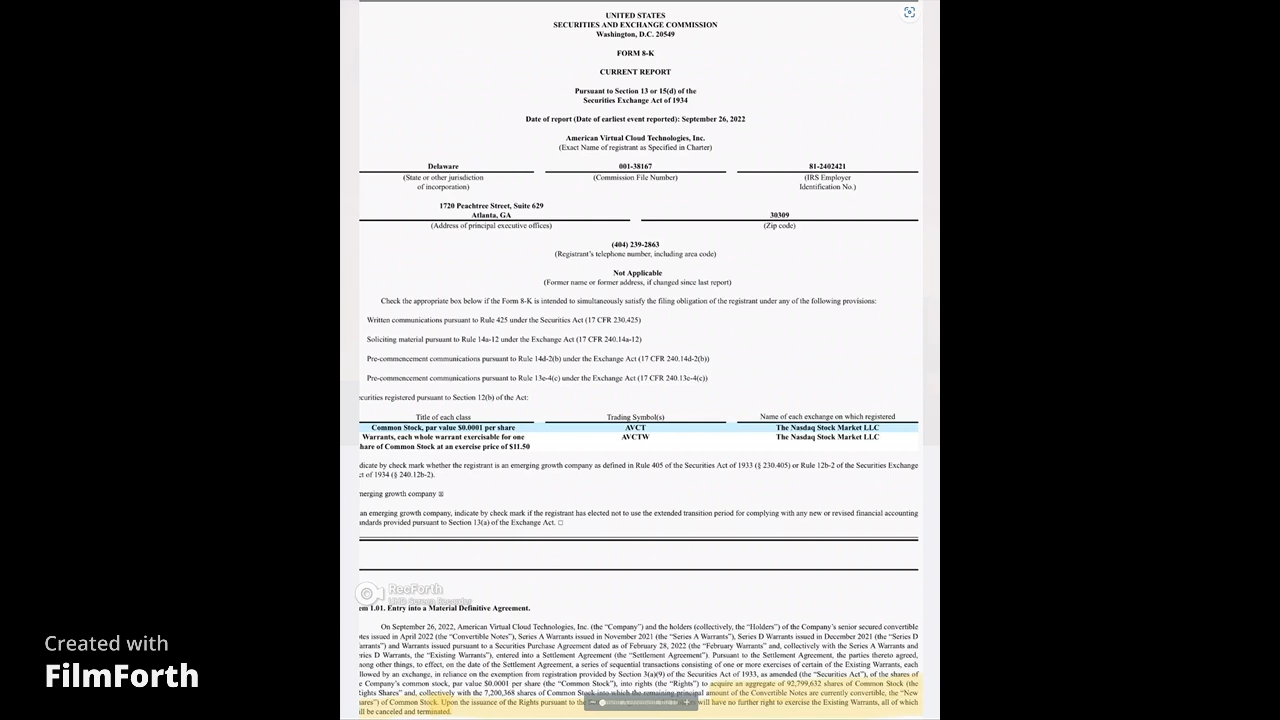 UNITED STATES
SECURITIES AND EXCHANGE COMMISSION
Washington, D.C. 20549
FORM 8-K
CURRENT REPORT
Pursuant to Section 13 or 15(d) of the
Securities Exchange Act of 1934
Date of report (Date of earliest event reported): September 26, 2022
American Virtual Cloud Technologies, Inc.
(Exact Name of registrant as Specified in Charter)
Delaware 001-38167 81-2402421
(State or other jurisdiction (Commission File Number) (IRS Employer
of incorporation) Identification No.)
1720 Peachtree Street, Suite 629
Atlanta, GA 30309
(Address of principal executive offices) (Zip code)
(404) 239-2863
(Registrant's telephone number, including area code)
Not Applicable
(Former name or former address, if changed since last report)
Check the appropriate box below if the Form 8-K is intended to simultaneously satisfy the filing obligation of the registrant under any of the following provisions:
Written communications pursuant to Rule 425 under the Securities Act (17 CFR 230.425)
Soliciting material pursuant to Rule 14a-12 under the Exchange Act (17 CFR 240.14a-12)
Pre-commencement communications pursuant to Rule 14d-2(b) under the Exchange Act (17 CFR 240.14d-2(b))
Pre-commencement communications pursuant to Rule 13e-4(c) under the Exchange Act (17 CFR 240.13e-4(c))
ecurities registered pursuant to Section 12(b) of the Act:
Title of each class Trading Symbol(s) Name of each exchange on which registered
Common Stock, par value $0.0001 per share AVCT The Nasdaq Stock Market LLC
Warrants, each whole warrant exercisable for one AVCTW The Nasdaq Stock Market LLC
hare of Common Stock at an exercise price of $11.50
dicate by check mark whether the registrant is an emerging growth company as defined in Rule 405 of the Securities Act of 1933 (§ 230.405) or Rule 12b-2 of the Securities Exchange
ct of 1934 (§ 240.12b-2).
merging growth company ☒
an emerging growth company, indicate by check mark if the registrant has elected not to use the extended transition period for complying with any new or revised financial accounting
andards provided pursuant to Section 13(a) of the Exchange Act. ☐
RecForth
em 1.01. Entry into a Material Definitive Agreement.
On September 26, 2022, American Virtual Cloud Technologies, Inc. (the "Company") and the holders (collectively, the "Holders") of the Company's senior secured convertible
tes issued in April 2022 (the "Convertible Notes"), Series A Warrants issued in November 2021 (the "Series A Warrants"), Series D Warrants issued in December 2021 (the "Series D
arrants") and Warrants issued pursuant to a Securities Purchase Agreement dated as of February 28, 2022 (the "February Warrants" and, collectively with the Series A Warrants and
ries D Warrants, the "Existing Warrants"), entered into a Settlement Agreement (the "Settlement Agreement"). Pursuant to the Settlement Agreement, the parties thereto agreed,
nong other things, to effect, on the date of the Settlement Agreement, a series of sequential transactions consisting of one or more exercises of certain of the Existing Warrants, each
llowed by an exchange, in reliance on the exemption from registration provided by Section 3(a)(9) of the Securities Act of 1933, as amended (the "Securities Act"), of the shares of
e Company's common stock, par value $0.0001 per share (the "Common Stock"), into rights (the "Rights") to acquire an aggregate of 92,799,632 shares of Common Stock (the
ights Shares" and, collectively with the 7,200,368 shares of Common Stock into which the remaining principal amount of the Convertible Notes are currently convertible, the "New
ares") of Common Stock. Upon the issuance of the Rights pursuant to the will have no further right to exercise the Existing Warrants, all of which
ll be canceled and terminated.
Created with
FilmForth